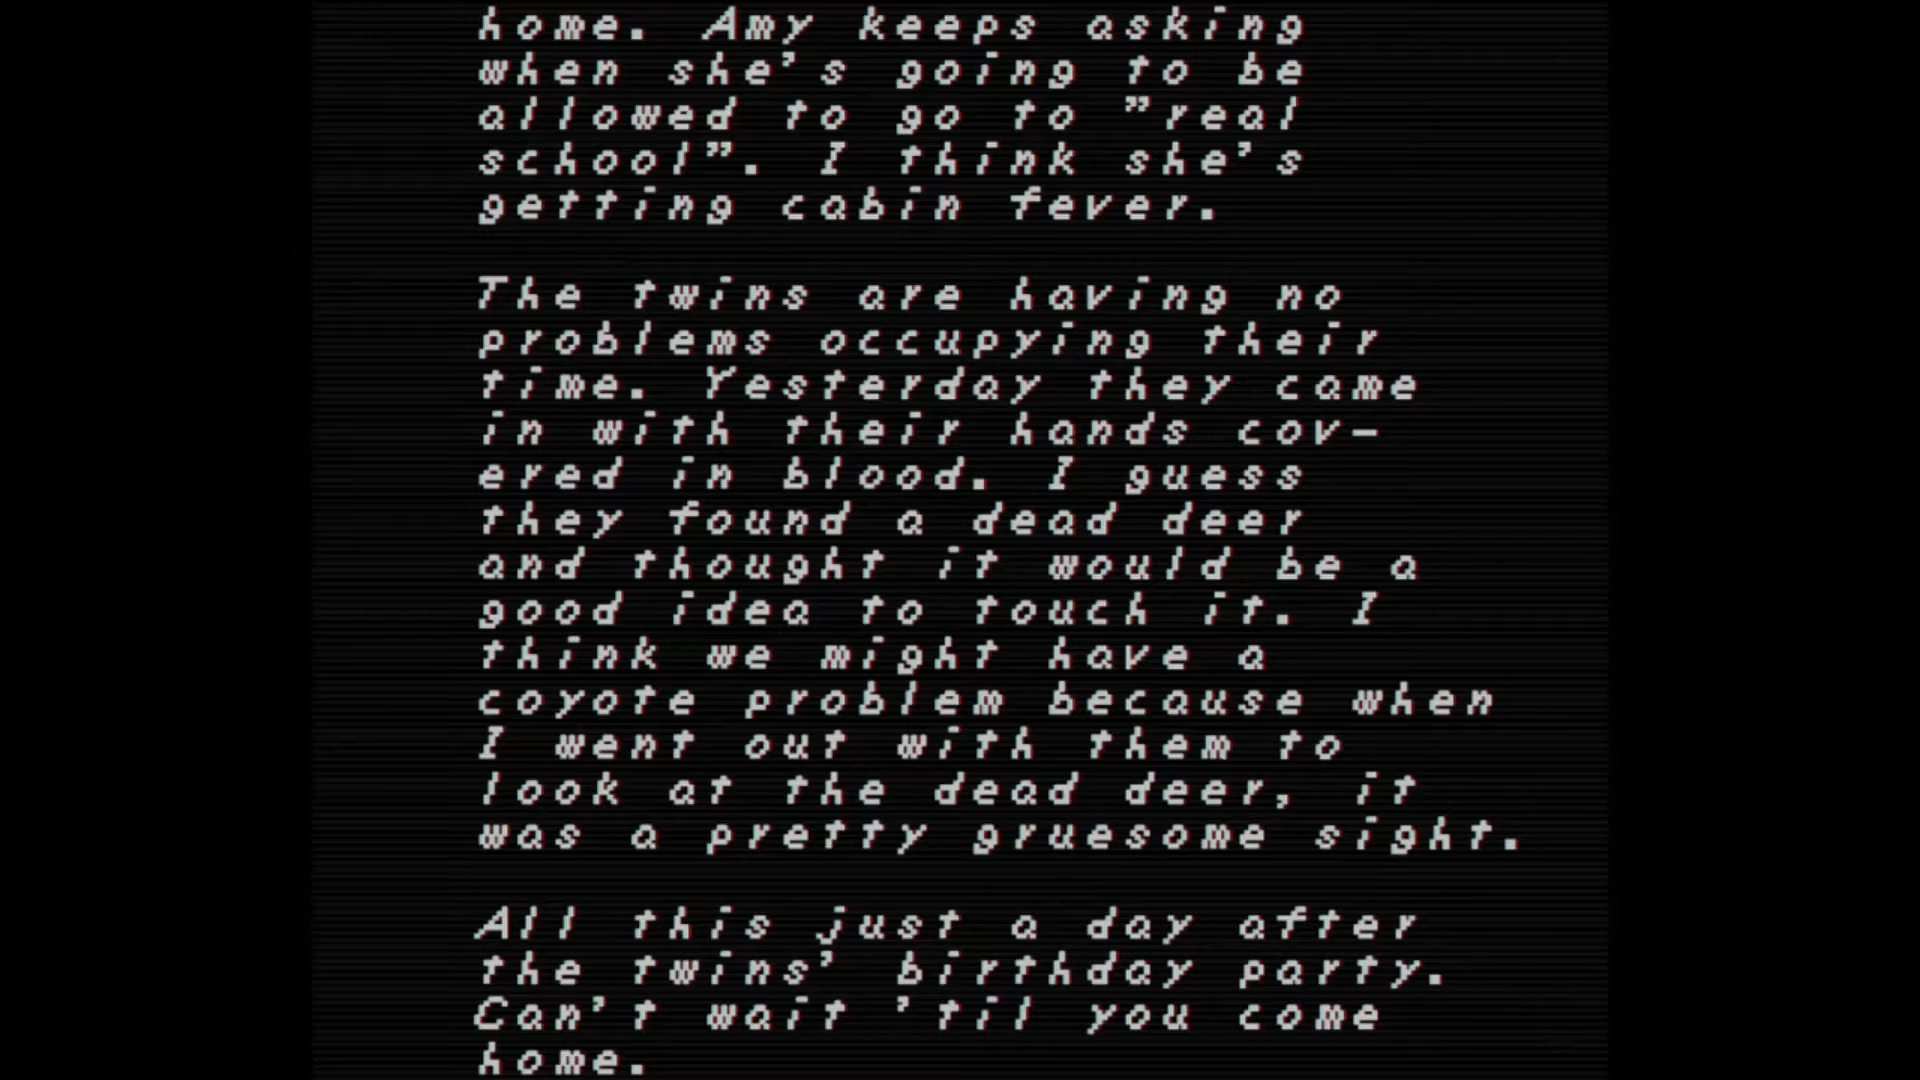 home. Amy keeps asking
when she's going to be
allowed to go to "real
school". I think she's
getting cabin fever.
The twins are having no
problems occupying their
time. Yesterday they came
in with their hands cov-
ered in blood. I guess
they found a dead deer
and thought it would be a
good idea to touch it. I
think we might have a
coyote problem because when
I went out with them to
look at the dead deer, it
was a pretty gruesome sight.
All this just a day after
the twins' birthday party.
Can't wait 'til you come
home.